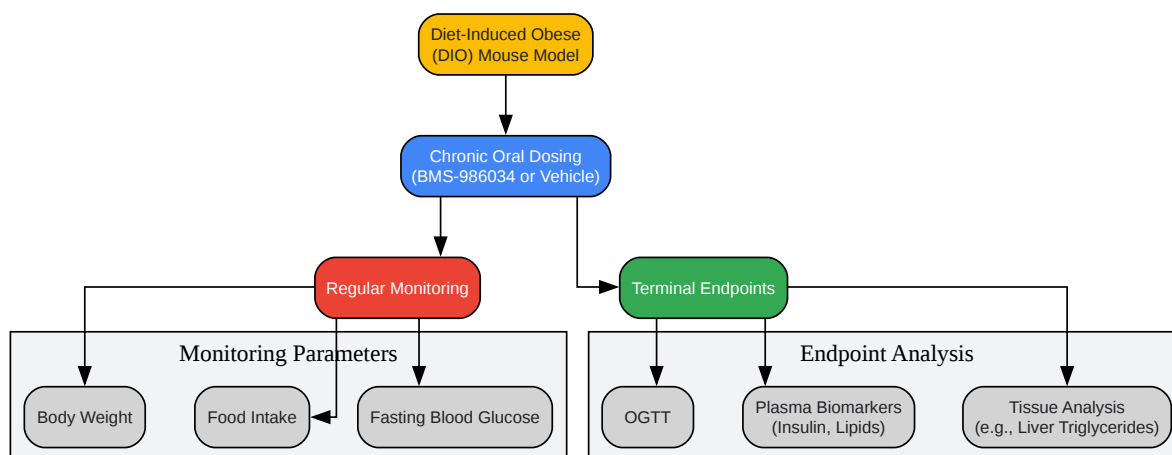 Diet-Induced Obese
(DIO) Mouse Model
Chronic Oral Dosing
(BMS-986034 or Vehicle)
Regular Monitoring
Terminal Endpoints
Monitoring Parameters
Endpoint Analysis
Body Weight
Food Intake
Fasting Blood Glucose
OGTT
Plasma Biomarkers
(Insulin, Lipids)
Tissue Analysis
(e.g., Liver Triglycerides)